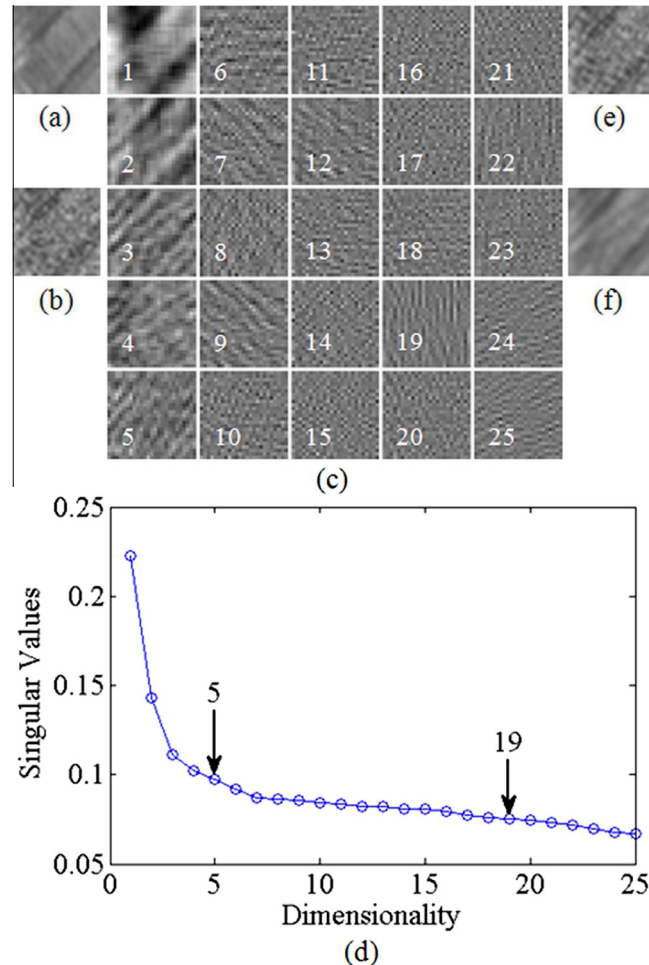 1 6 11 16 21
(a) (e)
2 7 12 17 22
3 8 13 18 23
(b) (f)
4 9 14 19 24
5 10 15 20 25
(c)
0.25
0.2
0.15
0.1
0.05
Singular Values
5
19
0 5 10 15 20 25
Dimensionality
(d)